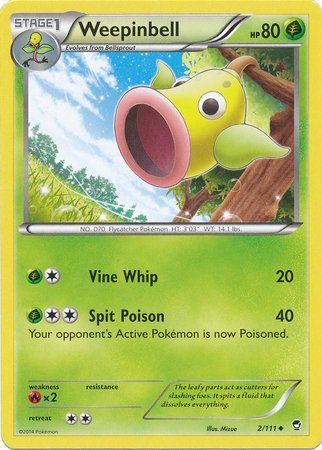 STAGE1 Weepinbell HP80
Evolves from Bellsprout
NO. 070 Flycatcher Pokémon HT: 3'03" WT: 14.1 lbs.
Vine Whip 20
Spit Poison 40
Your opponent's Active Pokémon is now Poisoned.
weakness resistance
×2
retreat
The leafy parts act as cutters for
slashing foes. It spits a fluid that
dissolves everything.
©2014 Pokémon Illus. Mizue 2/111